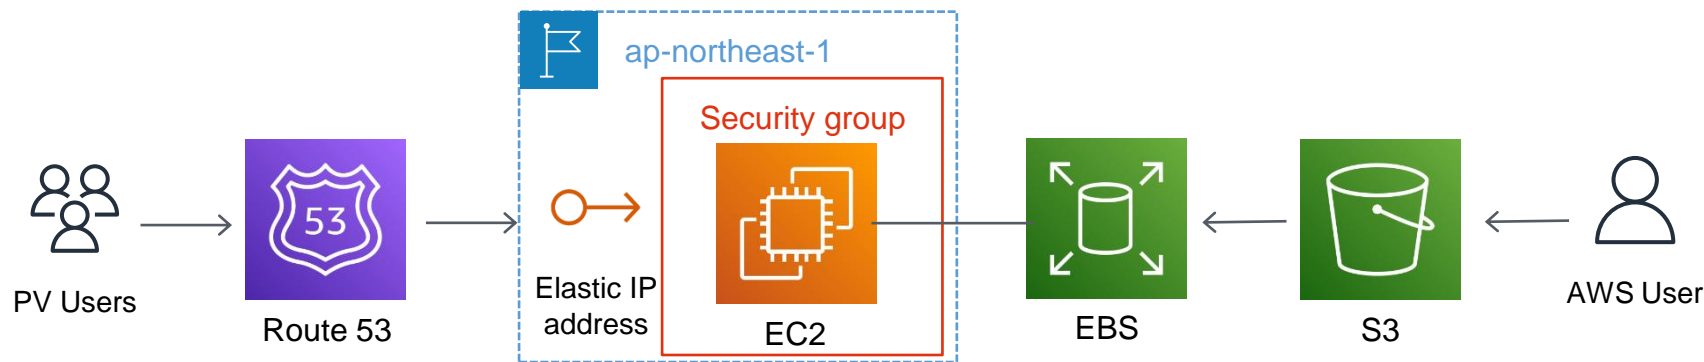 ap-northeast-1
Security group
53
PV Users
Route 53
Elastic IP
address
EC2
EBS
S3
AWS User